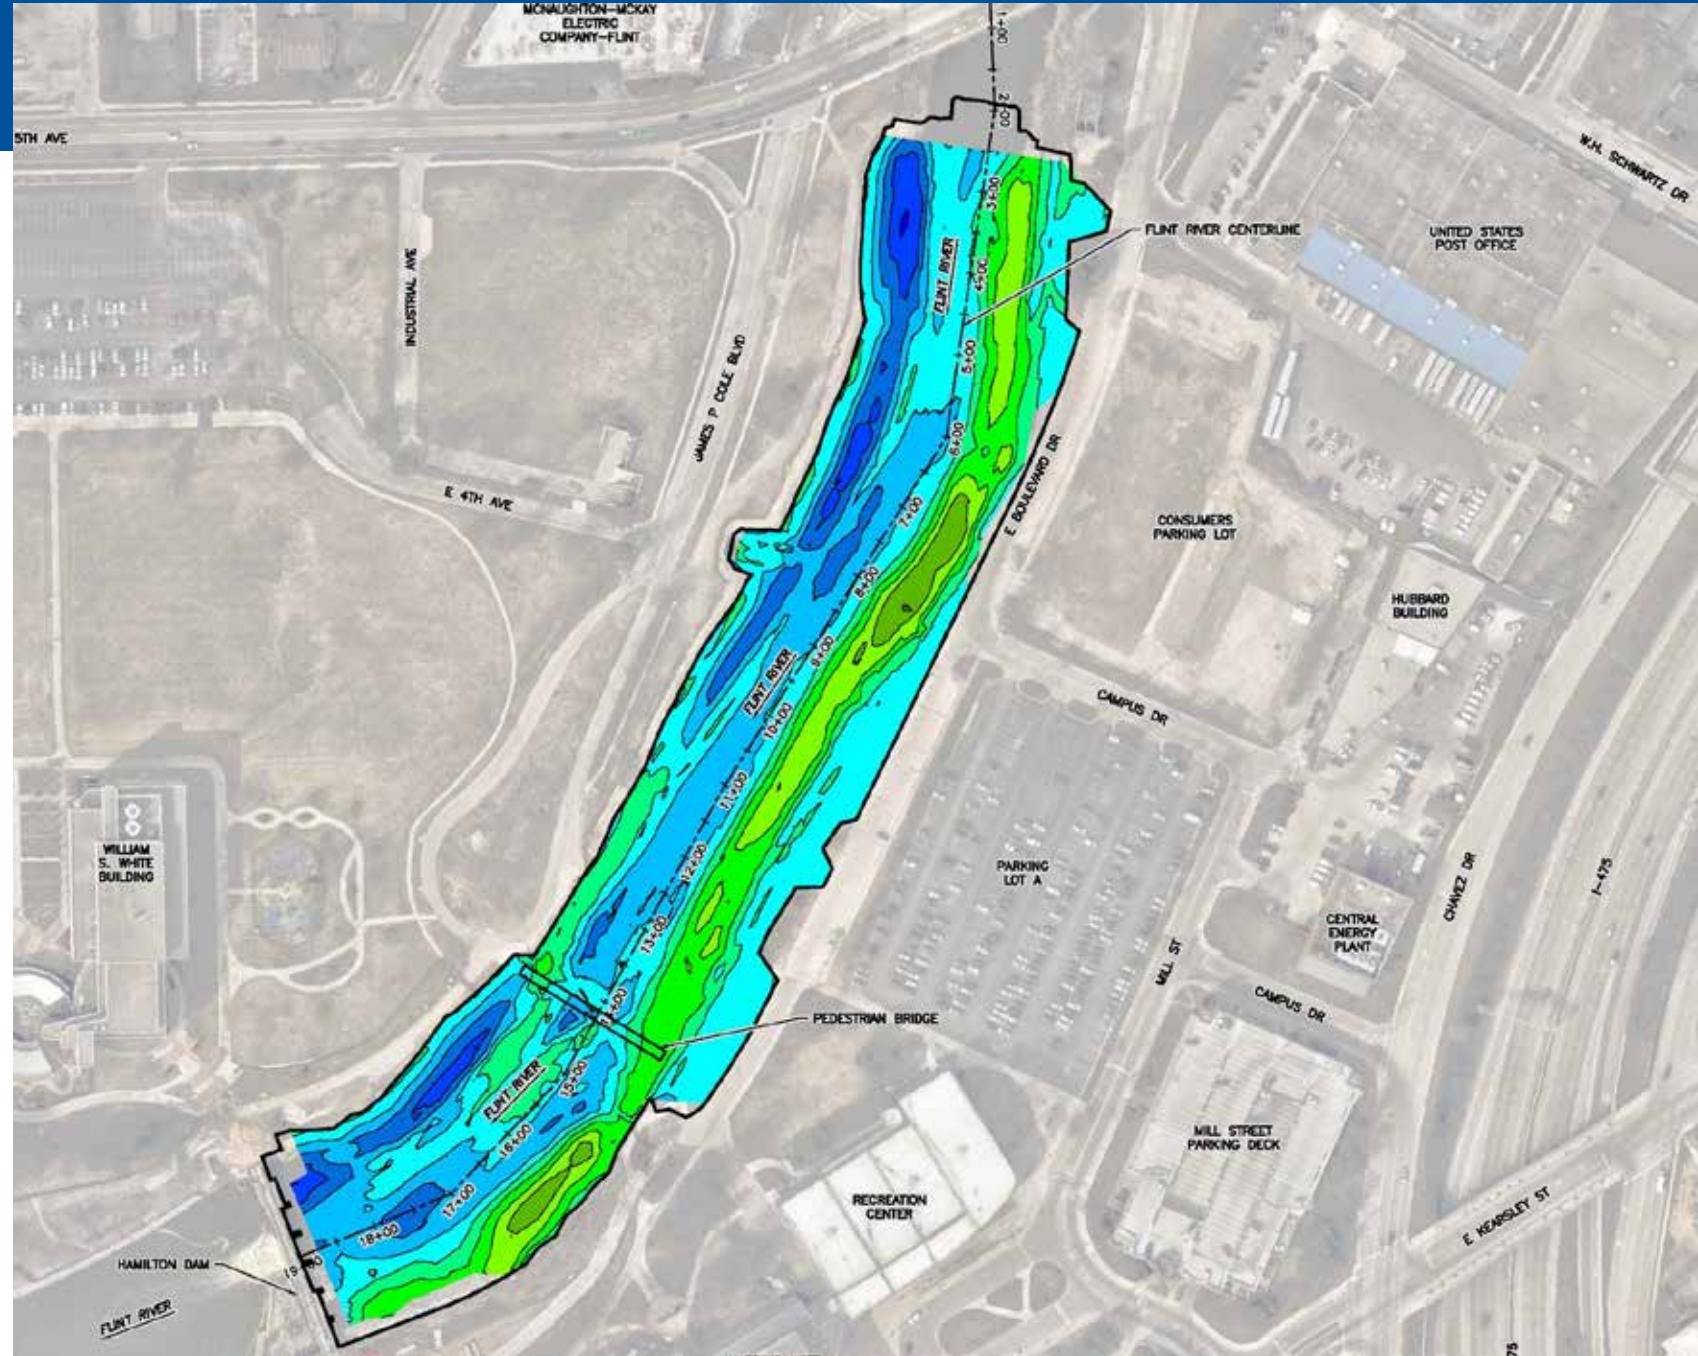 MCNAUGHTON-MCKAY
ELECTRIC
COMPANY-FLINT
1+00
2+00
5TH AVE
W.H. SCHWARTZ DR
3+00
FLINT RIVER CENTERLINE
UNITED STATES
POST OFFICE
FLINT RIVER
4+00
INDUSTRIAL AVE
5+00
JAMES P COLE BLVD
6+00
E BOULEVARD DR
E 4TH AVE
7+00
CONSUMERS
PARKING LOT
8+00
HUBBARD
BUILDING
9+00
FLINT RIVER
CAMPUS DR
10+00
11+00
WILLIAM
S. WHITE
BUILDING
12+00
PARKING
LOT A
CHAVEZ DR
I-475
13+00
CENTRAL
ENERGY
PLANT
MILL ST
14+00
CAMPUS DR
PEDESTRIAN BRIDGE
FLINT RIVER
15+00
16+00
MILL STREET
PARKING DECK
17+00
RECREATION
CENTER
E KEARSLEY ST
18+00
HAMILTON DAM
FLINT RIVER